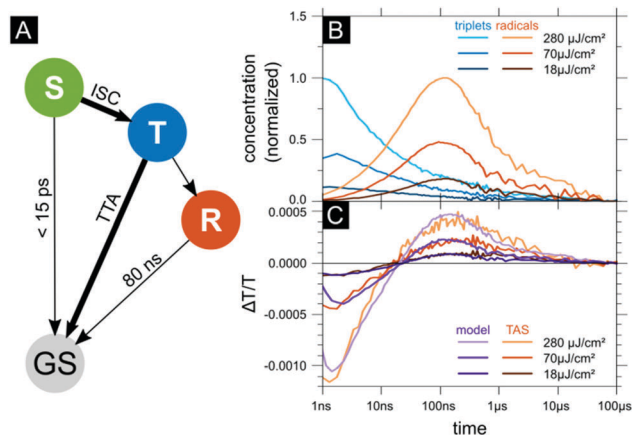 A
S
ISC
T
< 15 ps
TTA
R
80 ns
GS
B
concentration
(normalized)
1.5
1.0
0.5
0.0
triplets radicals
280 µJ/cm²
70µJ/cm²
18µJ/cm²
C
ΔT/T
0.0005
0.0000
-0.0005
-0.0010
model TAS
280 µJ/cm²
70µJ/cm²
18µJ/cm²
1ns 10ns 100ns 1µs 10µs 100µs
time